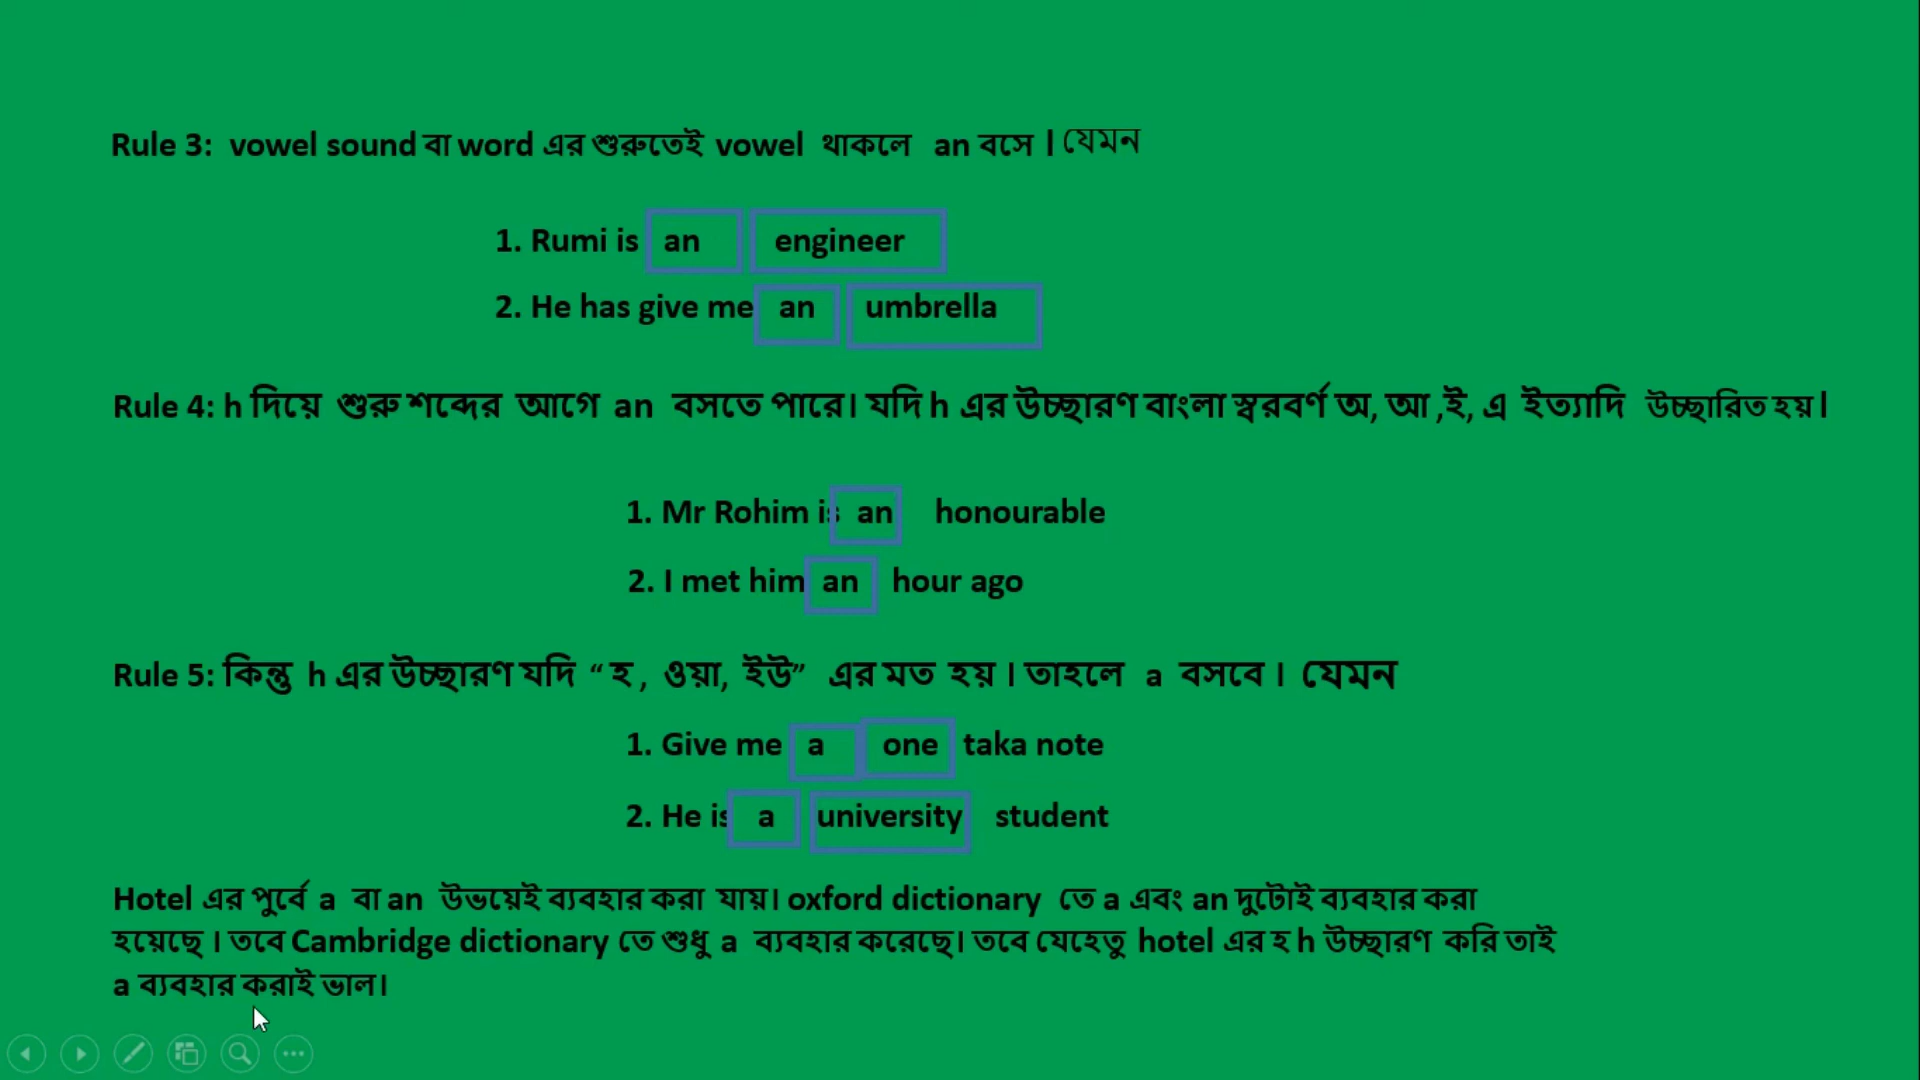 Rule 3: vowel sound বা word এর শুরুতেই vowel থাকলে an বসে । যেমন
1. Rumi is an engineer
2. He has give me an umbrella
Rule 4: h দিয়ে শুরু শব্দের আগে an বসতে পারে। যদি h এর উচ্ছারণ বাংলা স্বরবর্ণ অ, আ ,ই, এ ইত্যাদি উচ্ছারিত হয় ।
1. Mr Rohim is an honourable
2. I met him an hour ago
Rule 5: কিন্তু h এর উচ্ছারণ যদি “ হ , ওয়া, ইউ” এর মত হয় । তাহলে a বসবে । যেমন
1. Give me a one taka note
2. He is a university student
Hotel এর পুর্বে a বা an উভয়েই ব্যবহার করা যায়। oxford dictionary তে a এবং an দুটোই ব্যবহার করা
হয়েছে । তবে Cambridge dictionary তে শুধু a ব্যবহার করেছে। তবে যেহেতু hotel এর হ h উচ্ছারণ করি তাই
a ব্যবহার করাই ভাল।